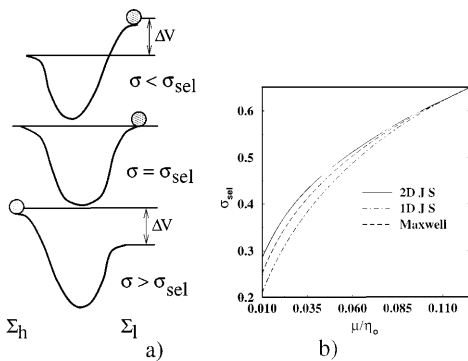 ΔV
σ < σsel
σ = σsel
ΔV
σ > σsel
Σh
Σl
a)
σsel
0.6
0.5
0.4
0.3
0.2
2D J S
1D J S
Maxwell
0.010
0.035
0.060
0.085
0.110
μ/ηo
b)